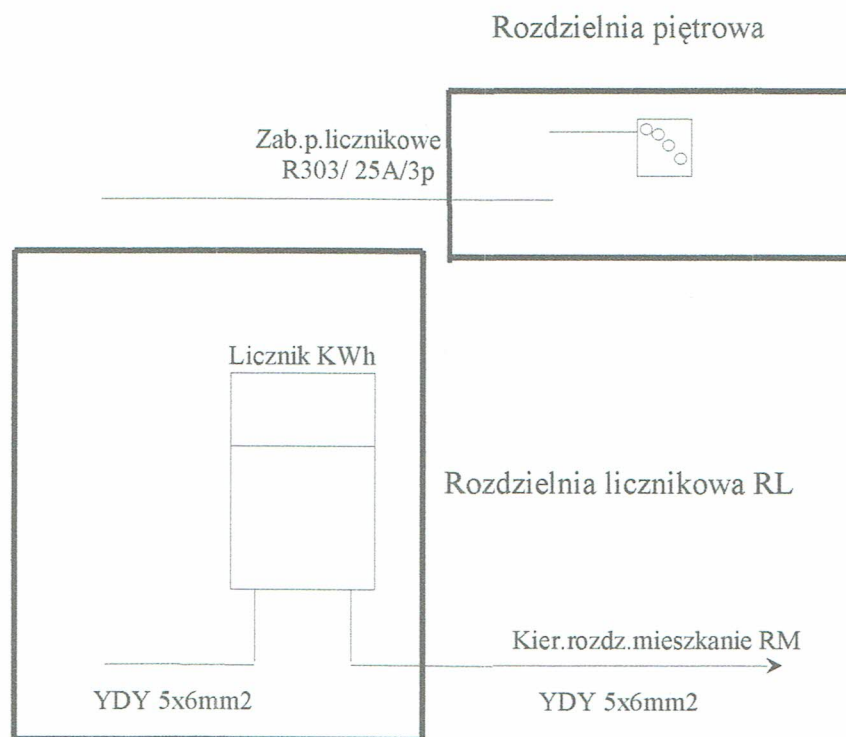 Rozdzielnia piętrowa
Zab.p.licznikowe
R303/ 25A/3p
Licznik KWh
Rozdzielnia licznikowa RL
Kier.rozdz.mieszkanie RM
YDY 5x6mm2
YDY 5x6mm2